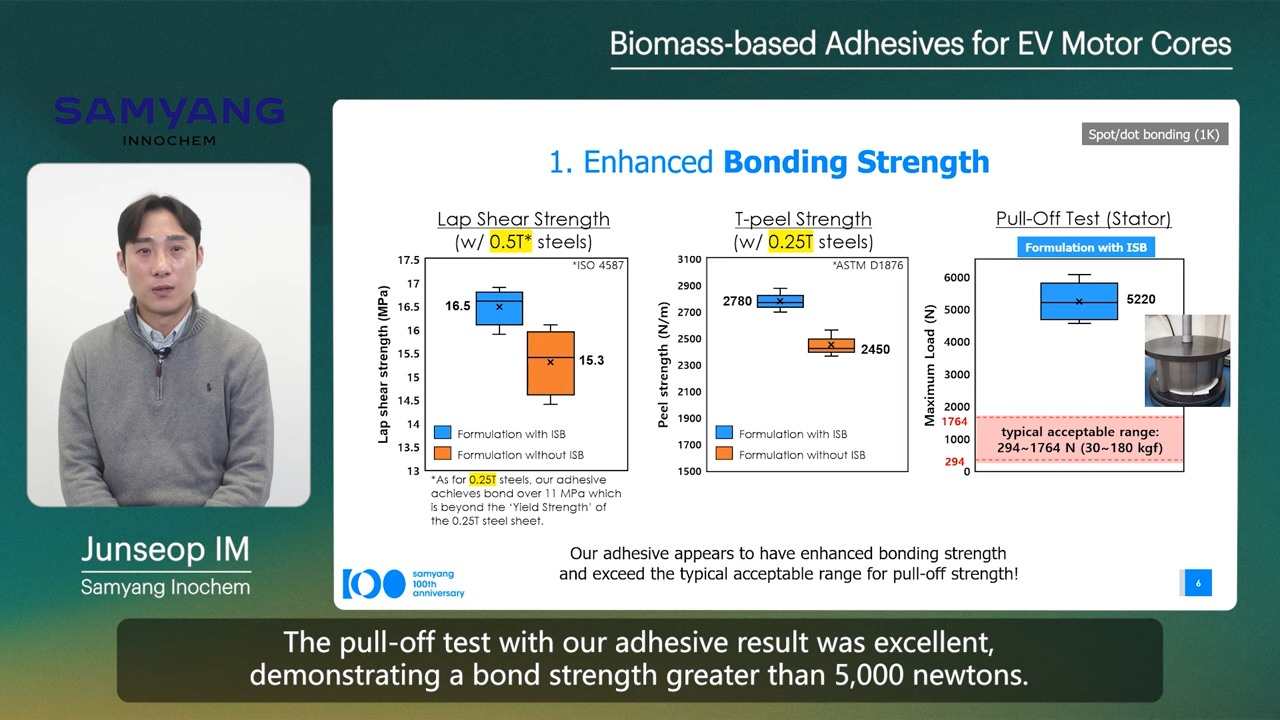 Biomass-based Adhesives for EV Motor Cores
SAMYANG
INNOCHEM
Spot/dot bonding (1K)
1. Enhanced Bonding Strength
Lap Shear Strength
(w/ 0.5T* steels)
*ISO 4587
Lap shear strength (MPa)
17.5
17
16.5
16
15.5
15
14.5
14
13.5
13
16.5
15.3
Formulation with ISB
Formulation without ISB
*As for 0.25T steels, our adhesive
achieves bond over 11 MPa which
is beyond the 'Yield Strength' of
the 0.25T steel sheet.
T-peel Strength
(w/ 0.25T steels)
*ASTM D1876
Peel strength (N/m)
3100
2900
2700
2500
2300
2100
1900
1700
1500
2780
2450
Formulation with ISB
Formulation without ISB
Pull-Off Test (Stator)
Formulation with ISB
Maximum Load (N)
6000
5000
4000
3000
2000
1764
1000
294
0
5220
typical acceptable range:
294~1764 N (30~180 kgf)
Our adhesive appears to have enhanced bonding strength
and exceed the typical acceptable range for pull-off strength!
100
samyang
100th
anniversary
6
Junseop IM
Samyang Inochem
The pull-off test with our adhesive result was excellent,
demonstrating a bond strength greater than 5,000 newtons.